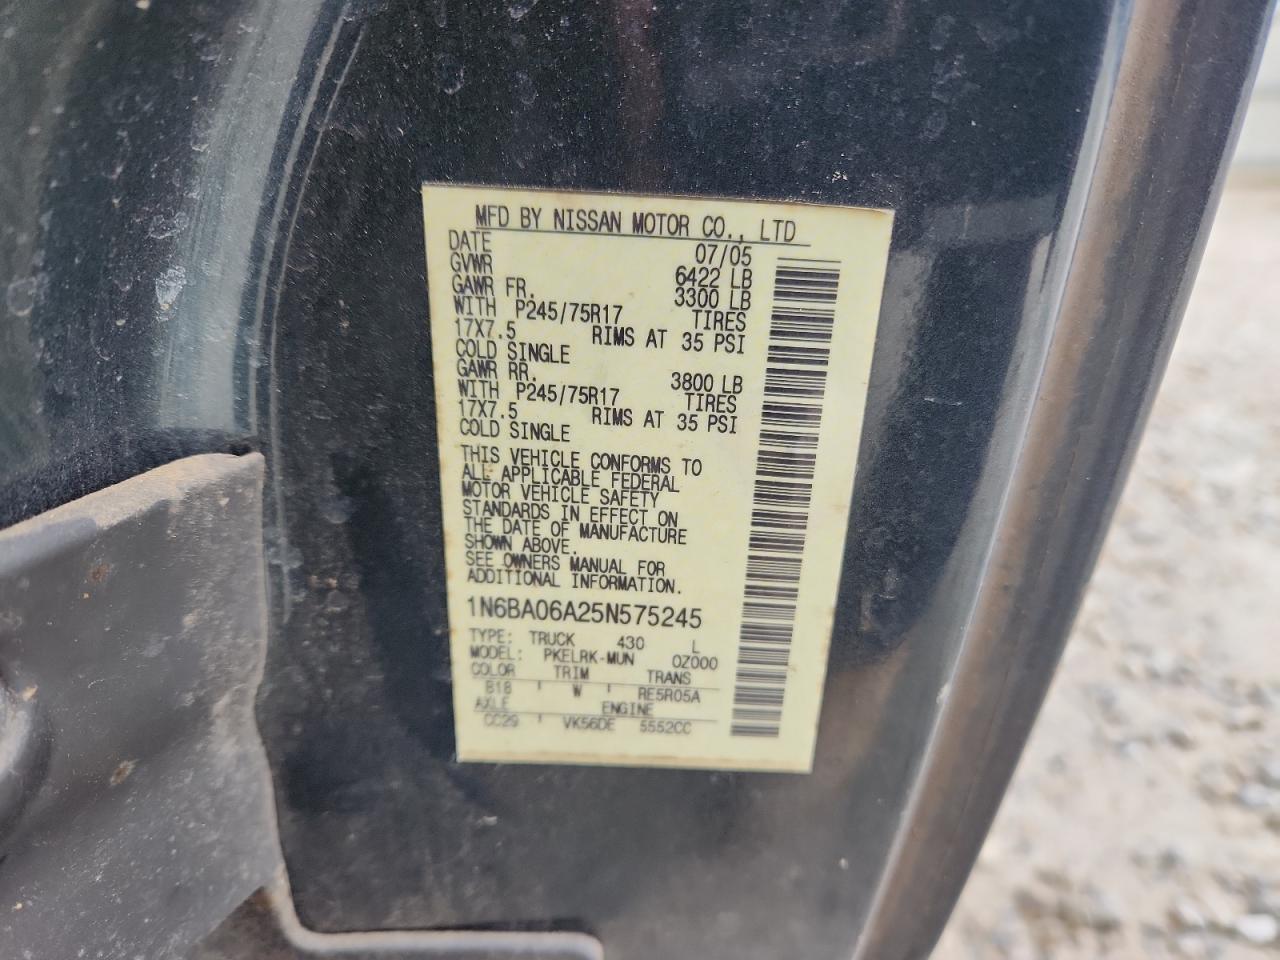 MFD BY NISSAN MOTOR CO., LTD
DATE 07/05
GVWR 6422 LB
GAWR FR. 3300 LB
WITH P245/75R17 TIRES
17X7.5 RIMS AT 35 PSI
COLD SINGLE
GAWR RR. 3800 LB
WITH P245/75R17 TIRES
17X7.5 RIMS AT 35 PSI
COLD SINGLE
THIS VEHICLE CONFORMS TO
ALL APPLICABLE FEDERAL
MOTOR VEHICLE SAFETY
STANDARDS IN EFFECT ON
THE DATE OF MANUFACTURE
SHOWN ABOVE.
SEE OWNERS MANUAL FOR
ADDITIONAL INFORMATION.
1N6BA06A25N575245
TYPE: TRUCK 430 L
MODEL: PKELRK-MUN 0Z000
COLOR TRIM TRANS
B18 W RE5R05A
AXLE ENGINE
CC29 VK56DE 5552CC